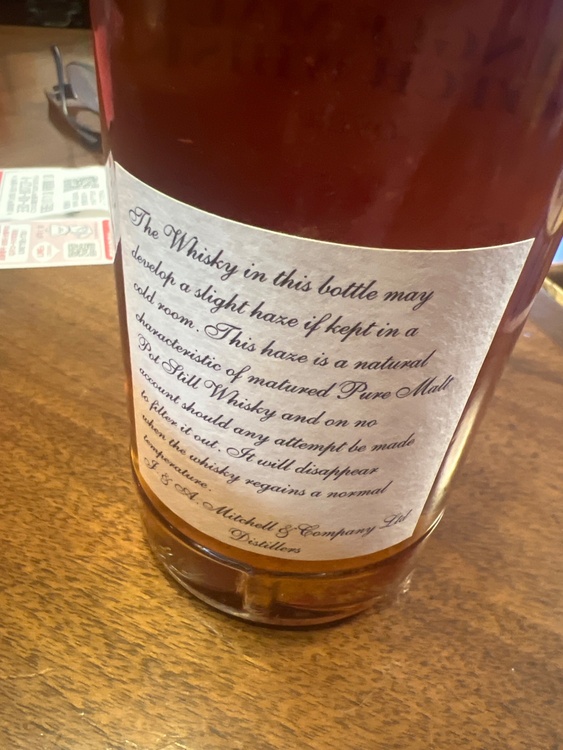 The Whisky in this bottle may
develop a slight haze if kept in a
cold room. This haze is a natural
characteristic of matured Pure Malt
Pot Still Whisky and on no
account should any attempt be made
to filter it out. It will disappear
when the whisky regains a normal
temperature.
J. & A. Mitchell & Company Ltd
Distillers